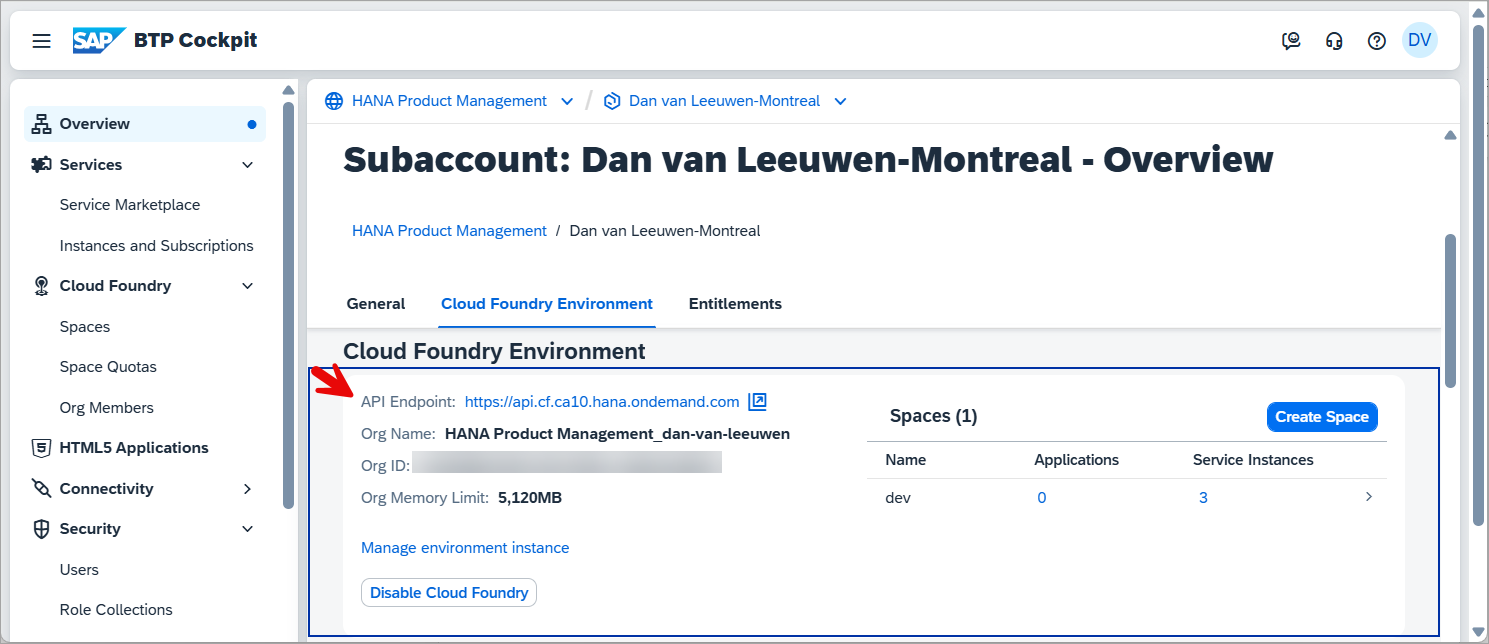 SAP BTP Cockpit
DV
Overview
Services
Service Marketplace
Instances and Subscriptions
Cloud Foundry
Spaces
Space Quotas
Org Members
5 HTML5 Applications
Connectivity
Security
Users
Role Collections
HANA Product Management / Dan van Leeuwen-Montreal
Subaccount: Dan van Leeuwen-Montreal - Overview
HANA Product Management / Dan van Leeuwen-Montreal
General Cloud Foundry Environment Entitlements
Cloud Foundry Environment
API Endpoint: https://api.cf.ca10.hana.ondemand.com
Org Name: HANA Product Management_dan-van-leeuwen
Org ID:
Org Memory Limit: 5,120MB
Manage environment instance
Disable Cloud Foundry
Spaces (1) Create Space
Name Applications Service Instances
dev 0 3